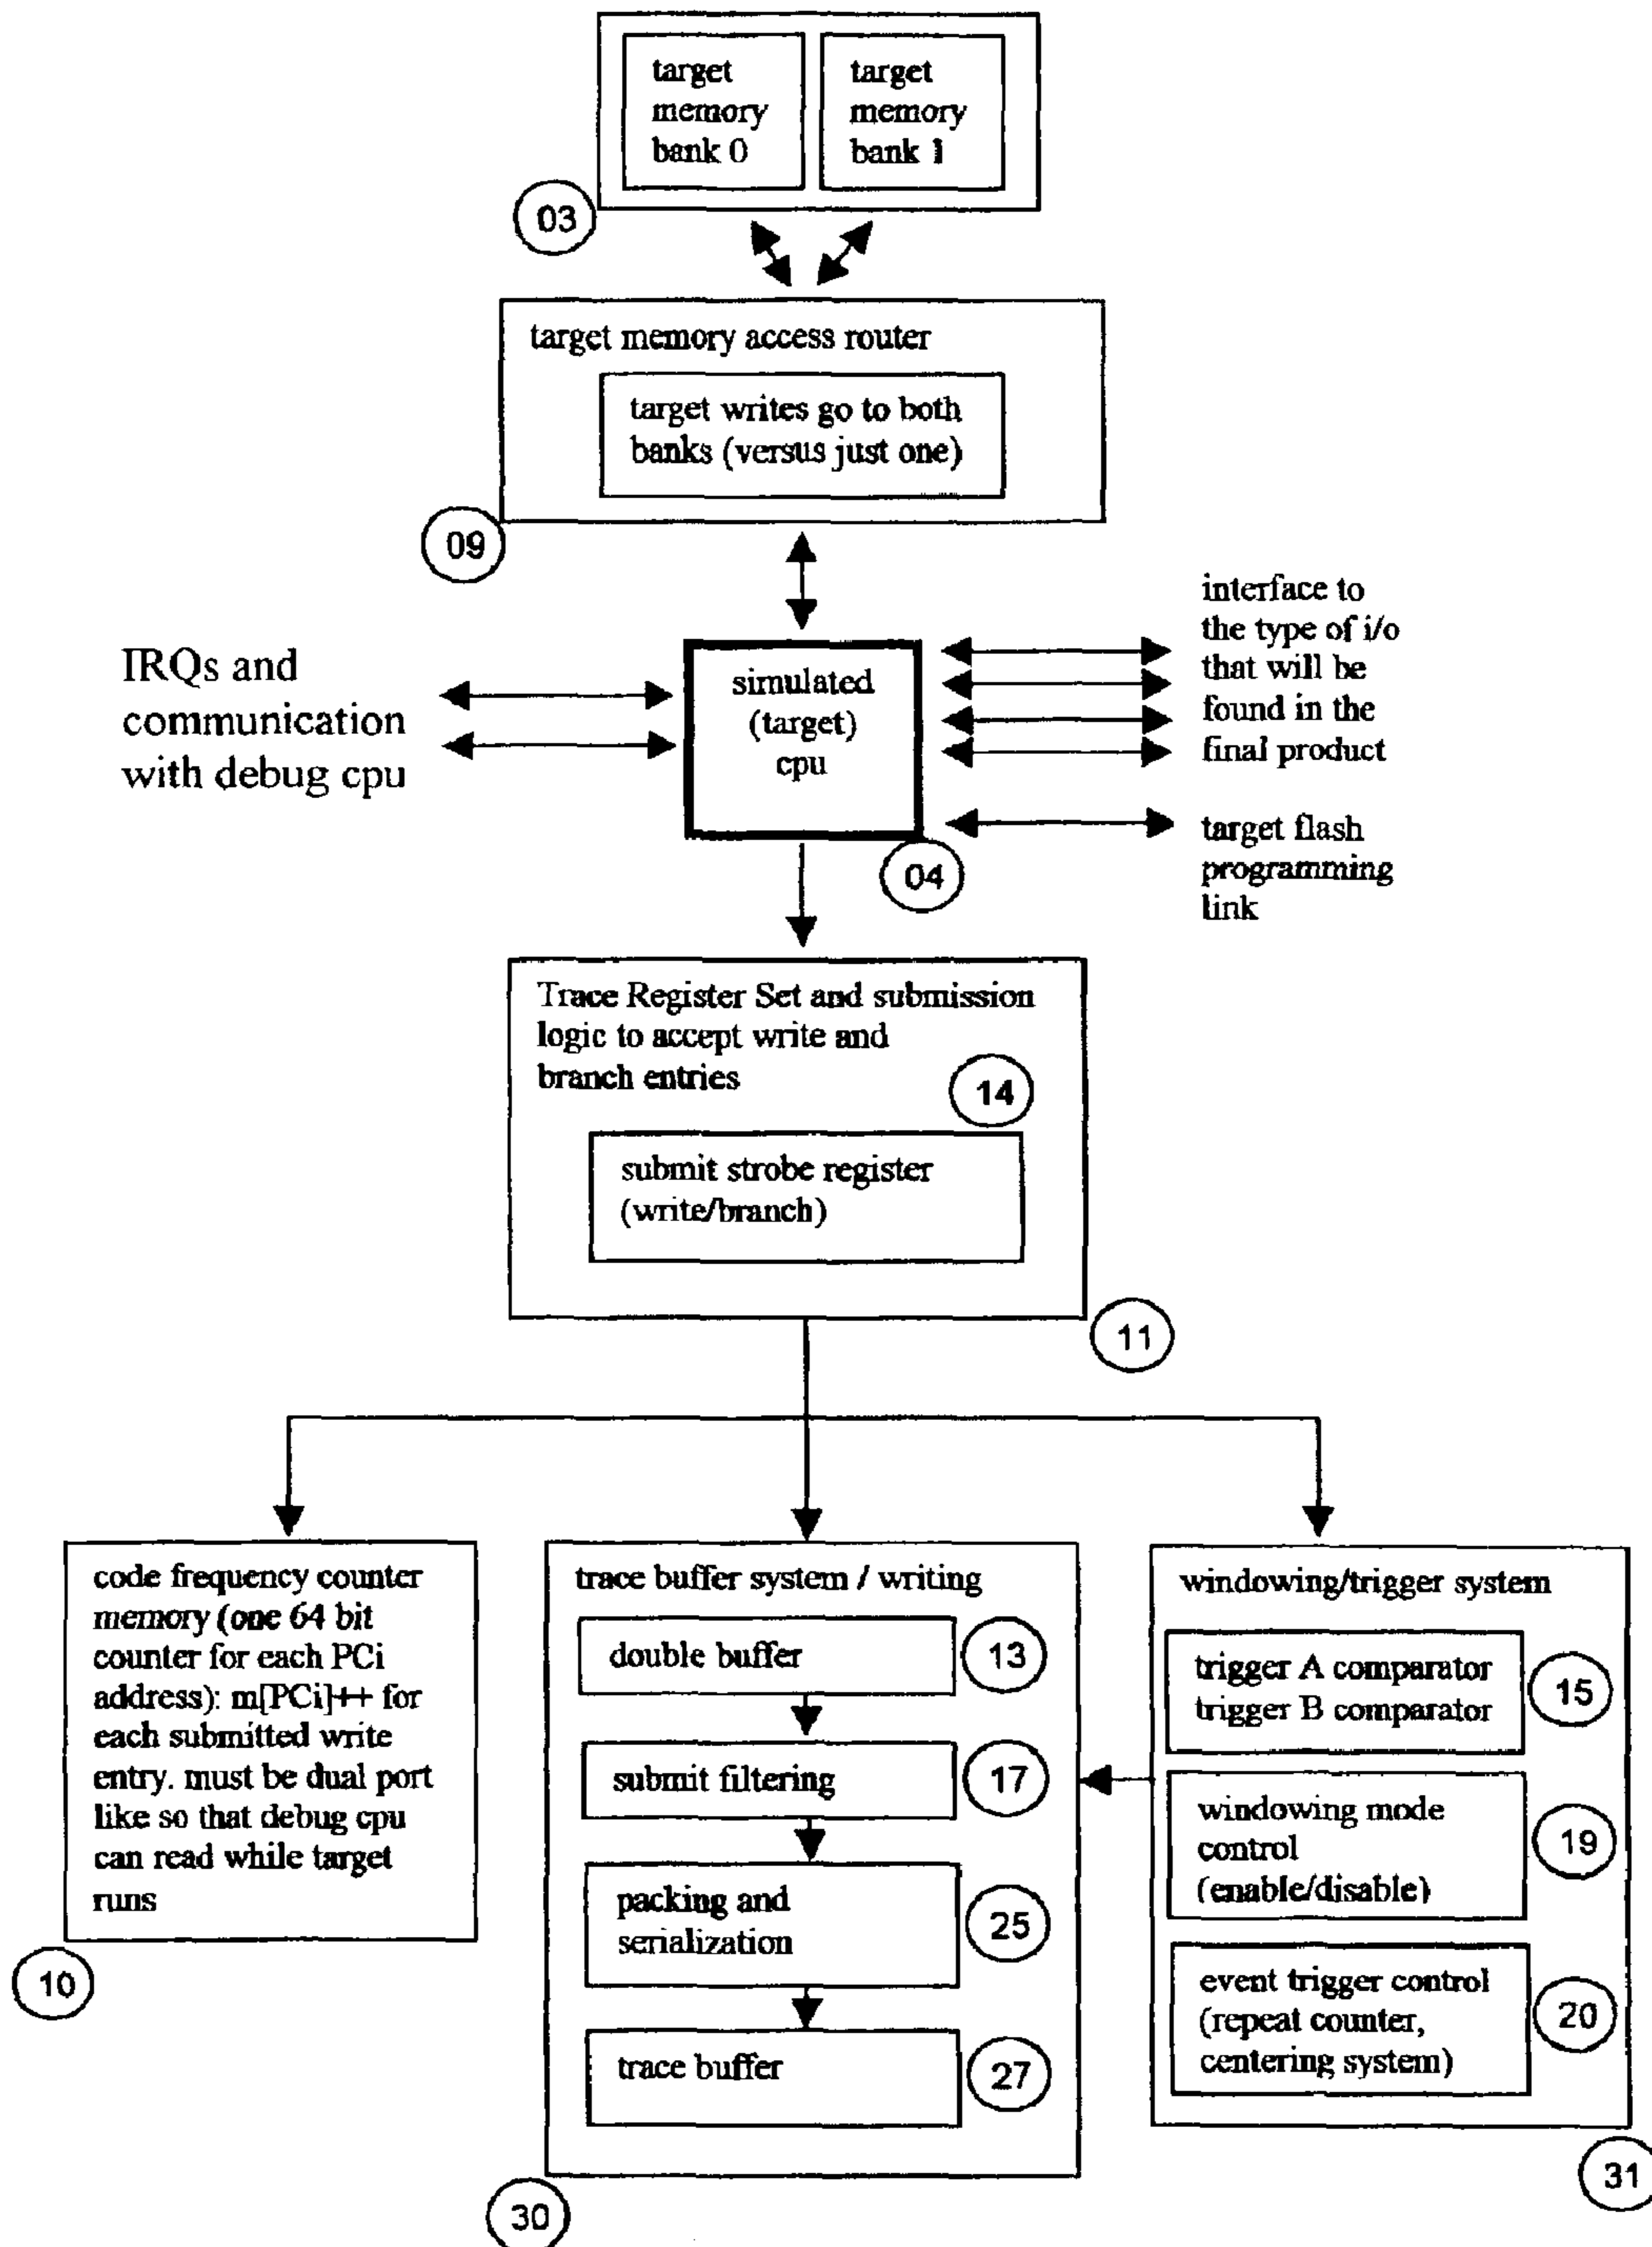 target
memory
bank 0
target
memory
bank 1
03
target memory access router
target writes go to both
banks (versus just one)
09
IRQs and
communication
with debug cpu
simulated
(target)
cpu
04
interface to
the type of i/o
that will be
found in the
final product
target flash
programming
link
Trace Register Set and submission
logic to accept write and
branch entries
14
submit strobe register
(write/branch)
11
code frequency counter
memory (one 64 bit
counter for each PCi
address): m[PCi]++ for
each submitted write
entry. must be dual port
like so that debug cpu
can read while target
runs
10
trace buffer system / writing
double buffer
13
submit filtering
17
packing and
serialization
25
trace buffer
27
30
windowing/trigger system
trigger A comparator
trigger B comparator
15
windowing mode
control
(enable/disable)
19
event trigger control
(repeat counter,
centering system)
20
31